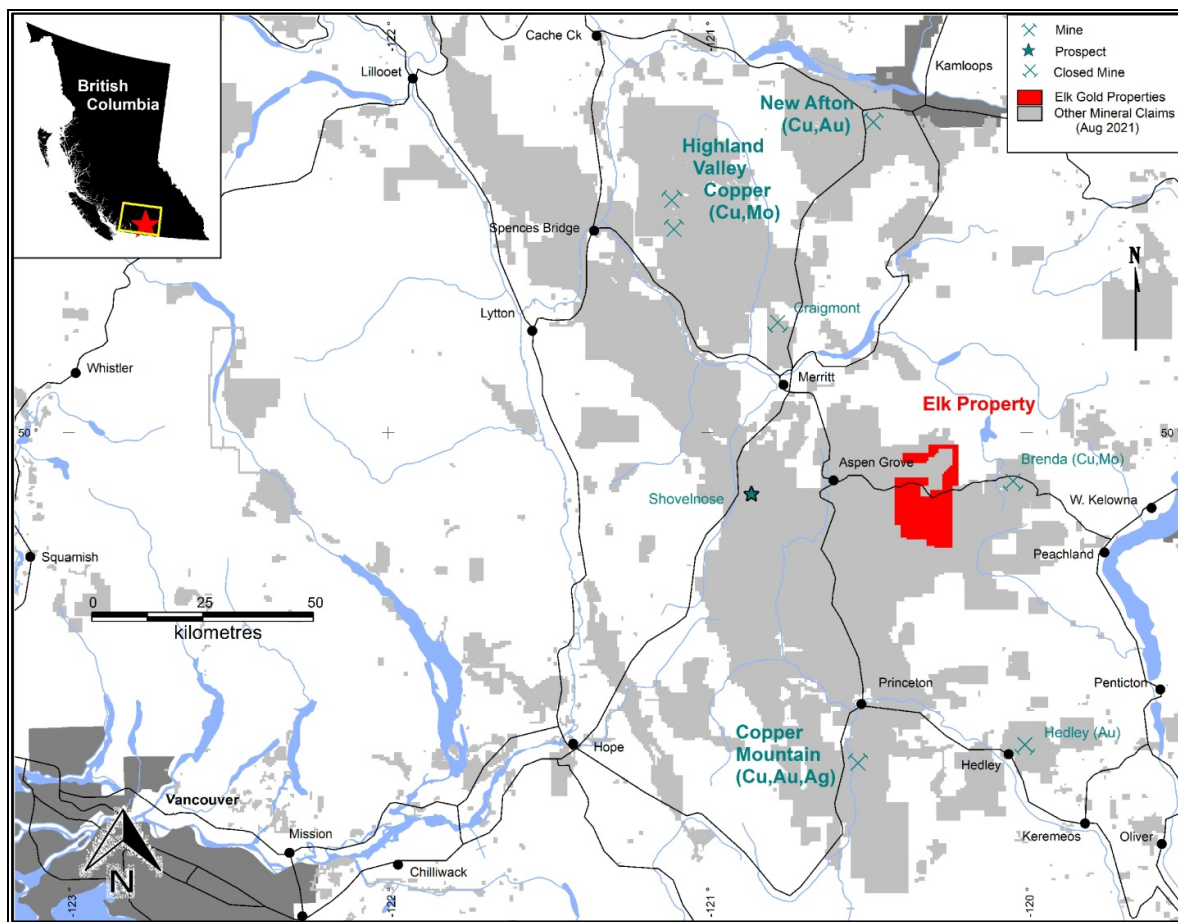 British
Columbia
Mine
Prospect
Closed Mine
Elk Gold Properties
Other Mineral Claims
(Aug 2021)
-122°
-121°
Cache Ck
Lillooet
Kamloops
New Afton
(Cu,Au)
Highland
Valley
Copper
(Cu,Mo)
Spences Bridge
N
Lytton
Craigmont
Whistler
Merritt
Elk Property
50°
50°
Aspen Grove
Brenda (Cu,Mo)
Shovelnose
W. Kelowna
Peachland
Squamish
0 25 50
kilometres
Princeton
Penticton
Copper
Mountain
(Cu,Au,Ag)
Hope
Hedley (Au)
Hedley
Vancouver
Mission
Chilliwack
Keremeos
Oliver
N
-123°
-122°
-121°
-120°